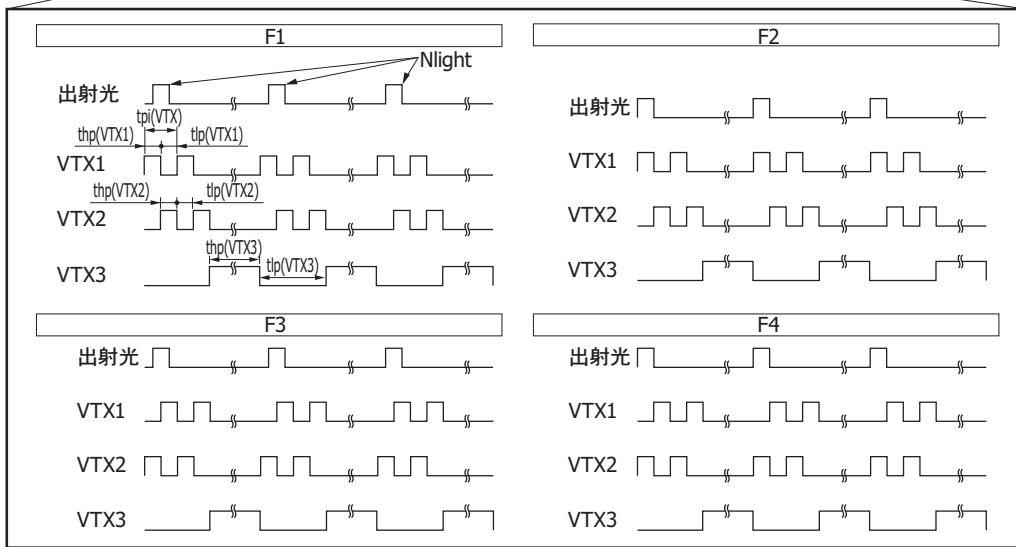 F1
Nlight
出射光
tpi(VTX)
thp(VTX1)
tlp(VTX1)
VTX1
thp(VTX2)
tlp(VTX2)
VTX2
thp(VTX3)
tlp(VTX3)
VTX3
F2
出射光
VTX1
VTX2
VTX3
F3
出射光
VTX1
VTX2
VTX3
F4
出射光
VTX1
VTX2
VTX3